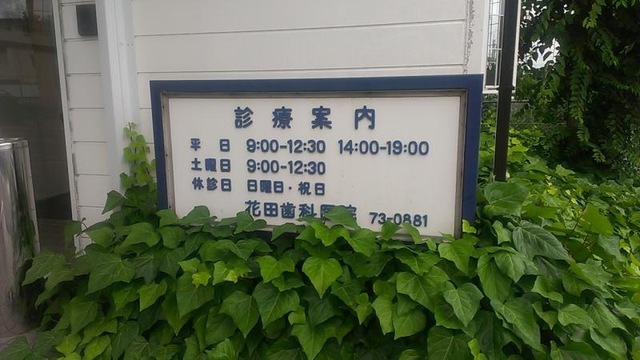 診療案内
平　日 9:00-12:30 14:00-19:00
土曜日 9:00-12:30
休診日 日曜日・祝日
花田歯科医院 73-0881